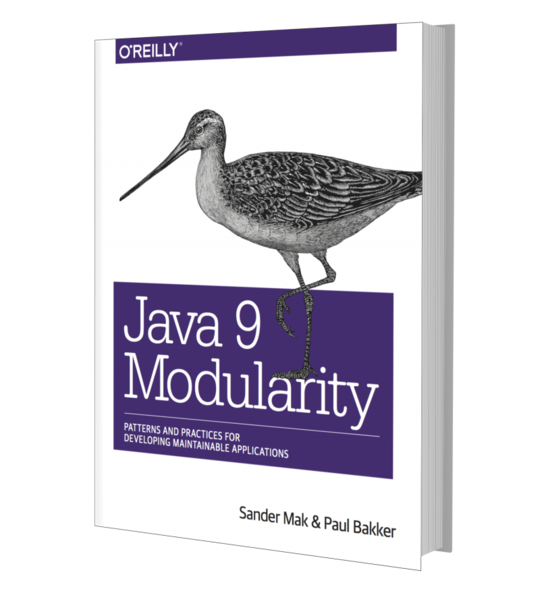 O'REILLY®
Java 9
Modularity
PATTERNS AND PRACTICES FOR
DEVELOPING MAINTAINABLE APPLICATIONS
Sander Mak & Paul Bakker